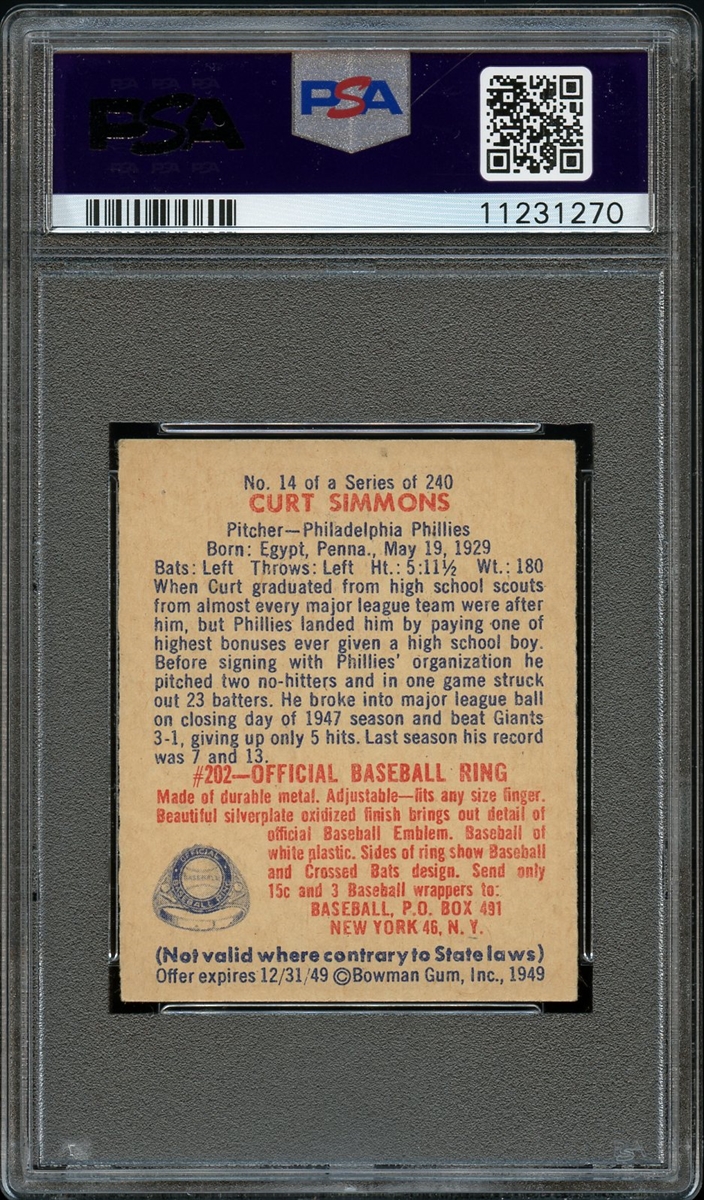 PSA
PSA
11231270
No. 14 of a Series of 240
CURT SIMMONS
Pitcher—Philadelphia Phillies
Born: Egypt, Penna., May 19, 1929
Bats: Left Throws: Left Ht.: 5:11½ Wt.: 180
When Curt graduated from high school scouts
from almost every major league team were after
him, but Phillies landed him by paying one of
highest bonuses ever given a high school boy.
Before signing with Phillies' organization he
pitched two no-hitters and in one game struck
out 23 batters. He broke into major league ball
on closing day of 1947 season and beat Giants
3-1, giving up only 5 hits. Last season his record
was 7 and 13.
#202—OFFICIAL BASEBALL RING
Made of durable metal. Adjustable—fits any size finger.
Beautiful silverplate oxidized finish brings out detail of
official Baseball Emblem. Baseball of
white plastic. Sides of ring show Baseball
and Crossed Bats design. Send only
15c and 3 Baseball wrappers to:
BASEBALL, P.O. BOX 491
NEW YORK 46, N. Y.
OFFICIAL
BASEBALL
BASEBALL RING
(Not valid where contrary to State laws)
Offer expires 12/31/49 ©Bowman Gum, Inc., 1949